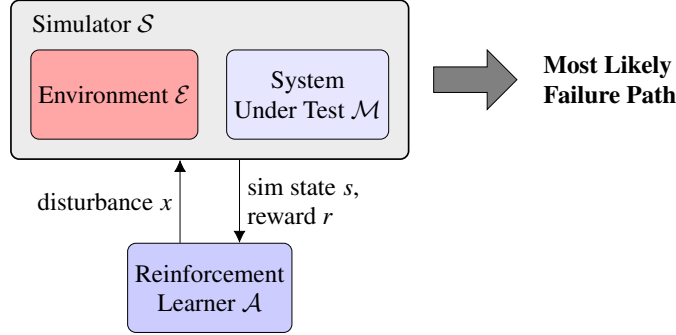 Simulator 𝒮
Environment ℰ
System
Under Test ℳ
Most Likely
Failure Path
disturbance x
sim state s,
reward r
Reinforcement
Learner 𝒜